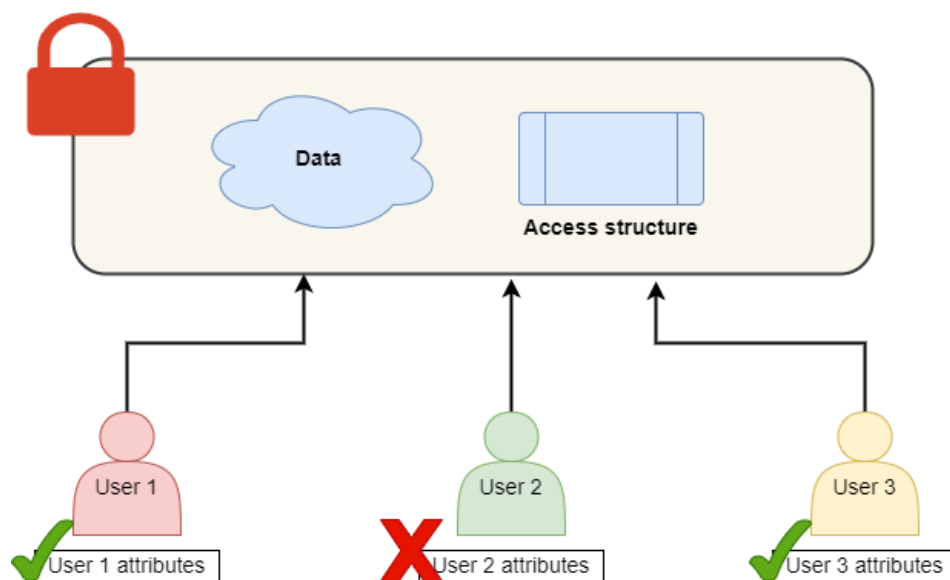 Data
Access structure
User 1
User 2
User 3
User 1 attributes
User 2 attributes
User 3 attributes